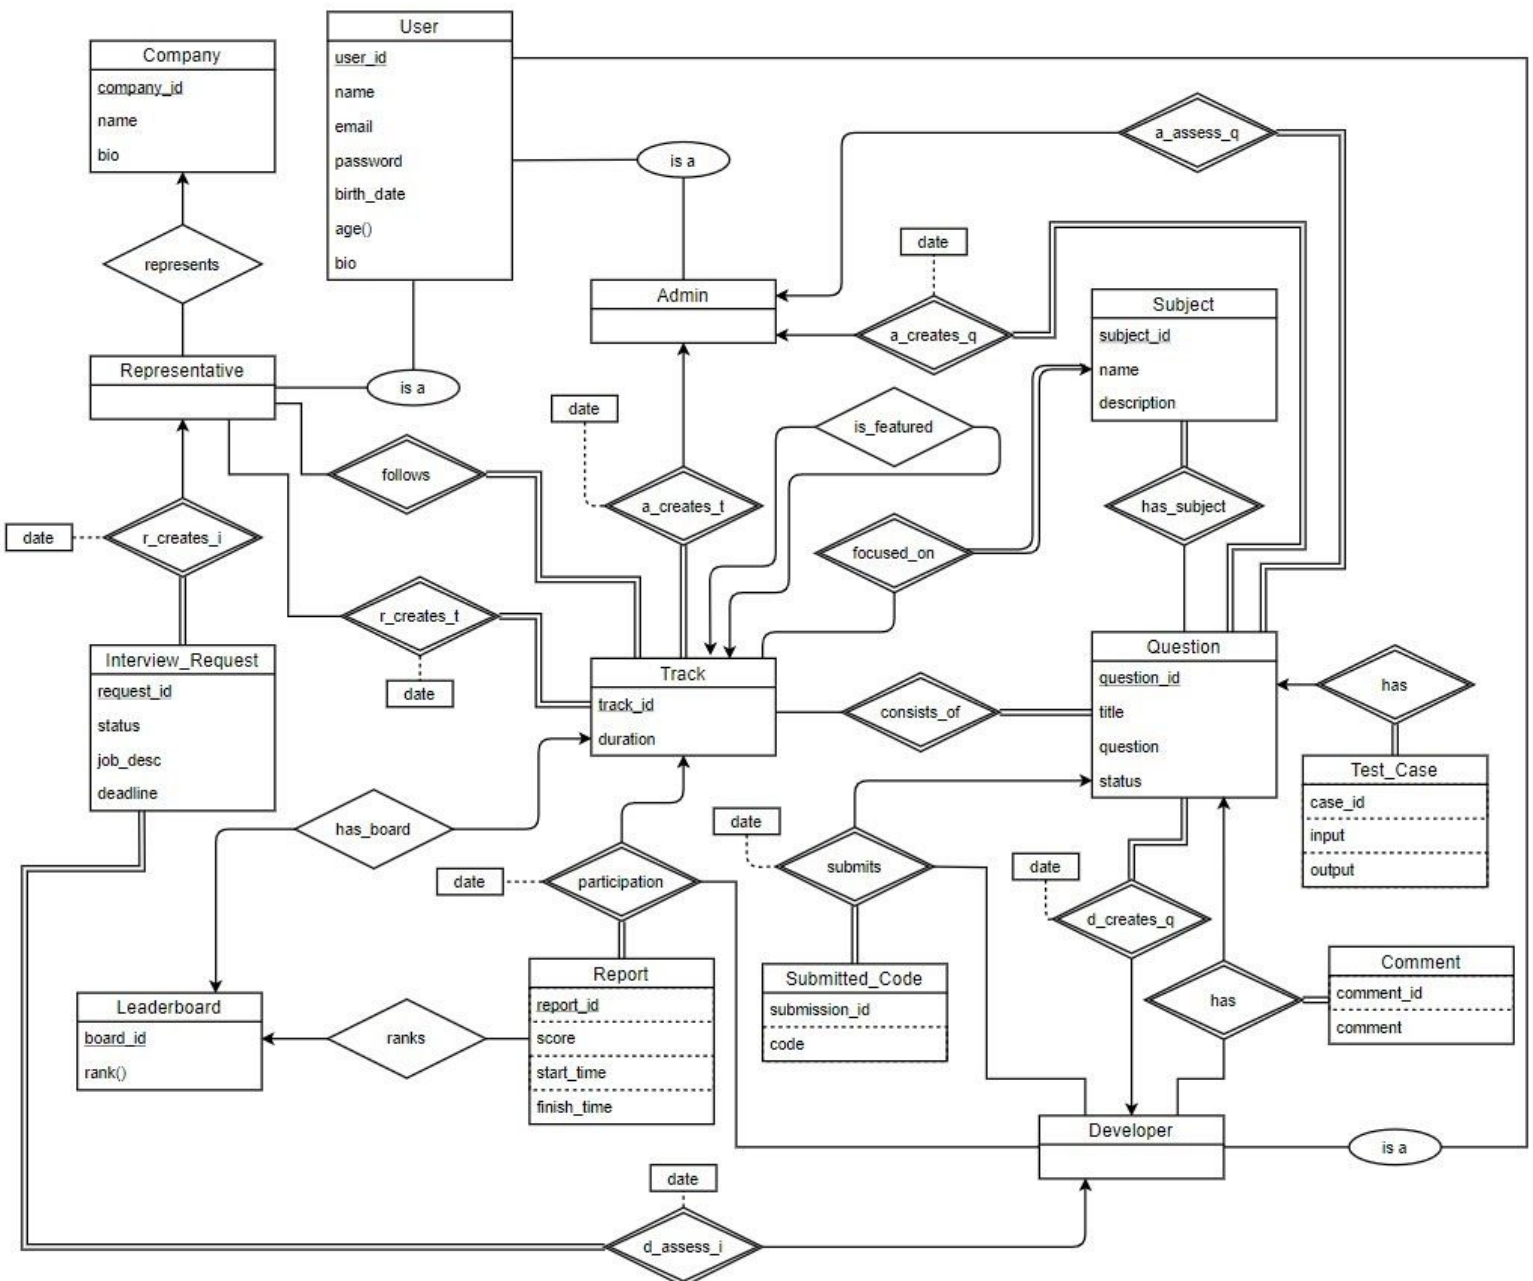 User
user_id
name
email
password
birth_date
age()
bio
Company
company_id
name
bio
represents
Representative
is a
is a
Admin
a_assess_q
date
a_creates_q
Subject
subject_id
name
description
date
is_featured
follows
a_creates_t
has_subject
date
r_creates_i
focused_on
r_creates_t
date
Interview_Request
request_id
status
job_desc
deadline
Track
track_id
duration
consists_of
Question
question_id
title
question
status
has
Test_Case
case_id
input
output
has_board
date
participation
date
submits
date
d_creates_q
Leaderboard
board_id
rank()
ranks
Report
report_id
score
start_time
finish_time
Submitted_Code
submission_id
code
has
Comment
comment_id
comment
Developer
is a
date
d_assess_i